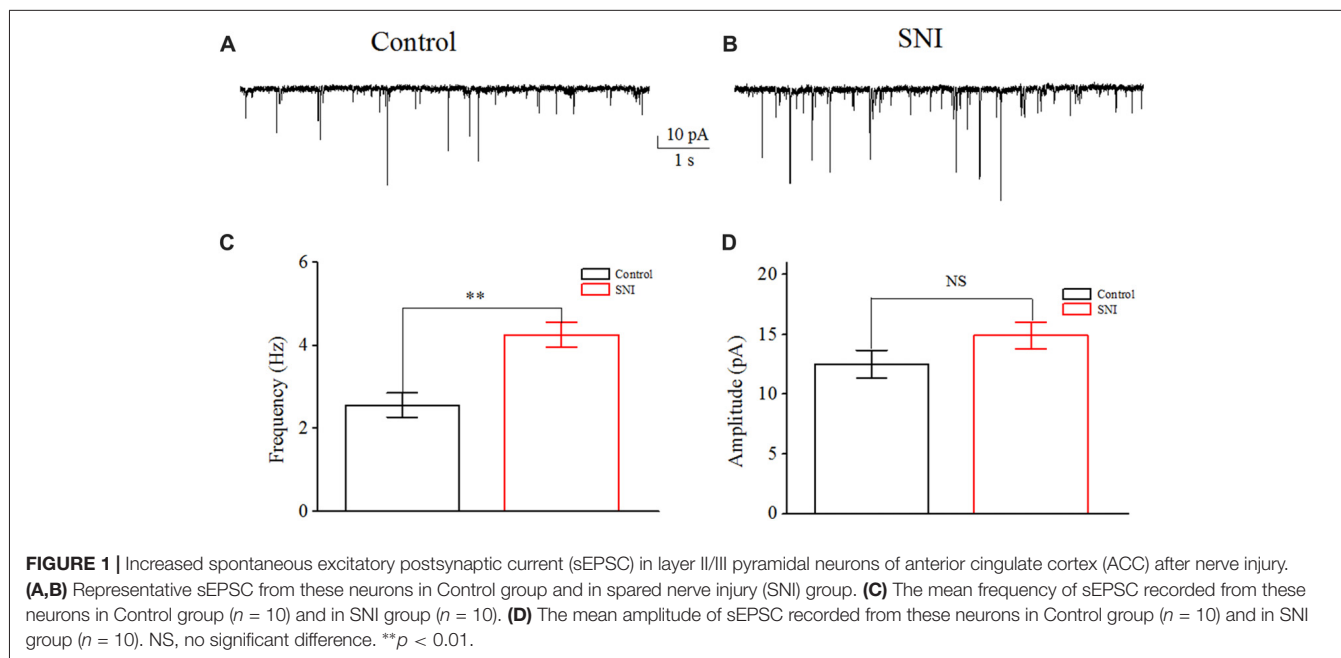 A
Control
B
SNI
10 pA
1 s
C
6
4
2
0
Frequency (Hz)
**
Control
SNI
D
20
15
10
5
0
Amplitude (pA)
NS
Control
SNI
FIGURE 1 | Increased spontaneous excitatory postsynaptic current (sEPSC) in layer II/III pyramidal neurons of anterior cingulate cortex (ACC) after nerve injury.
(A,B) Representative sEPSC from these neurons in Control group and in spared nerve injury (SNI) group. (C) The mean frequency of sEPSC recorded from these
neurons in Control group (n = 10) and in SNI group (n = 10). (D) The mean amplitude of sEPSC recorded from these neurons in Control group (n = 10) and in SNI
group (n = 10). NS, no significant difference. **p < 0.01.